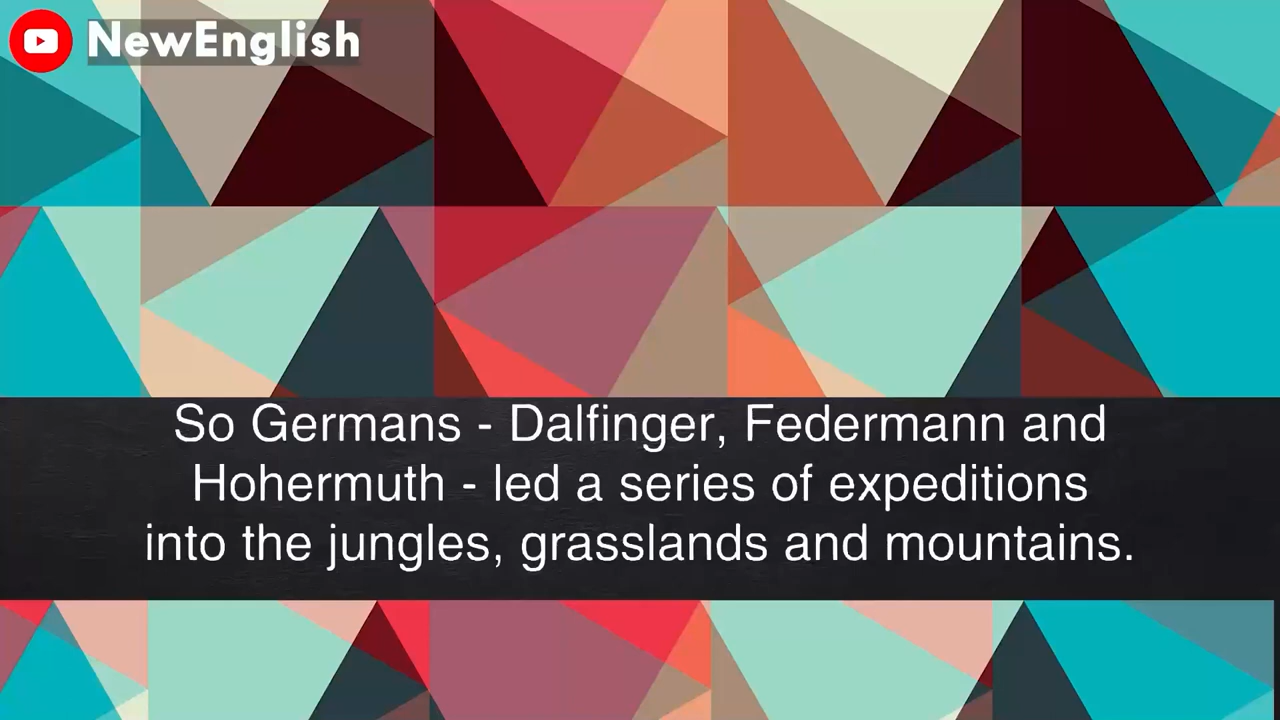 NewEnglish
So Germans - Dalfinger, Federmann and
Hohermuth - led a series of expeditions
into the jungles, grasslands and mountains.